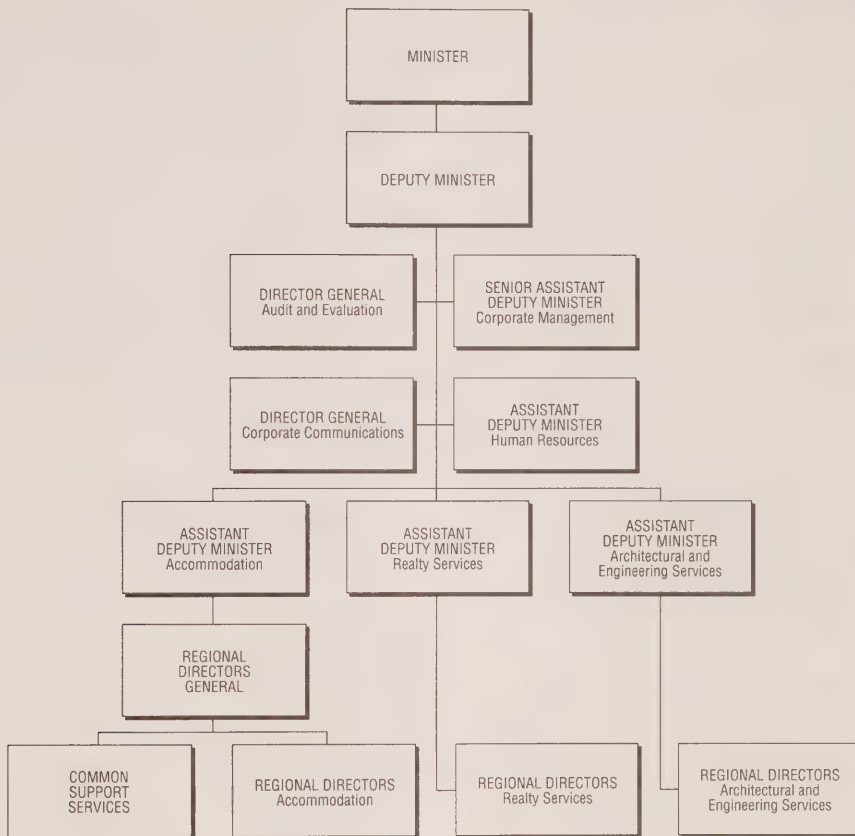 MINISTER
DEPUTY MINISTER
DIRECTOR GENERAL
Audit and Evaluation
SENIOR ASSISTANT
DEPUTY MINISTER
Corporate Management
DIRECTOR GENERAL
Corporate Communications
ASSISTANT
DEPUTY MINISTER
Human Resources
ASSISTANT
DEPUTY MINISTER
Accommodation
ASSISTANT
DEPUTY MINISTER
Realty Services
ASSISTANT
DEPUTY MINISTER
Architectural and
Engineering Services
REGIONAL
DIRECTORS
GENERAL
COMMON
SUPPORT
SERVICES
REGIONAL DIRECTORS
Accommodation
REGIONAL DIRECTORS
Realty Services
REGIONAL DIRECTORS
Architectural and
Engineering Services